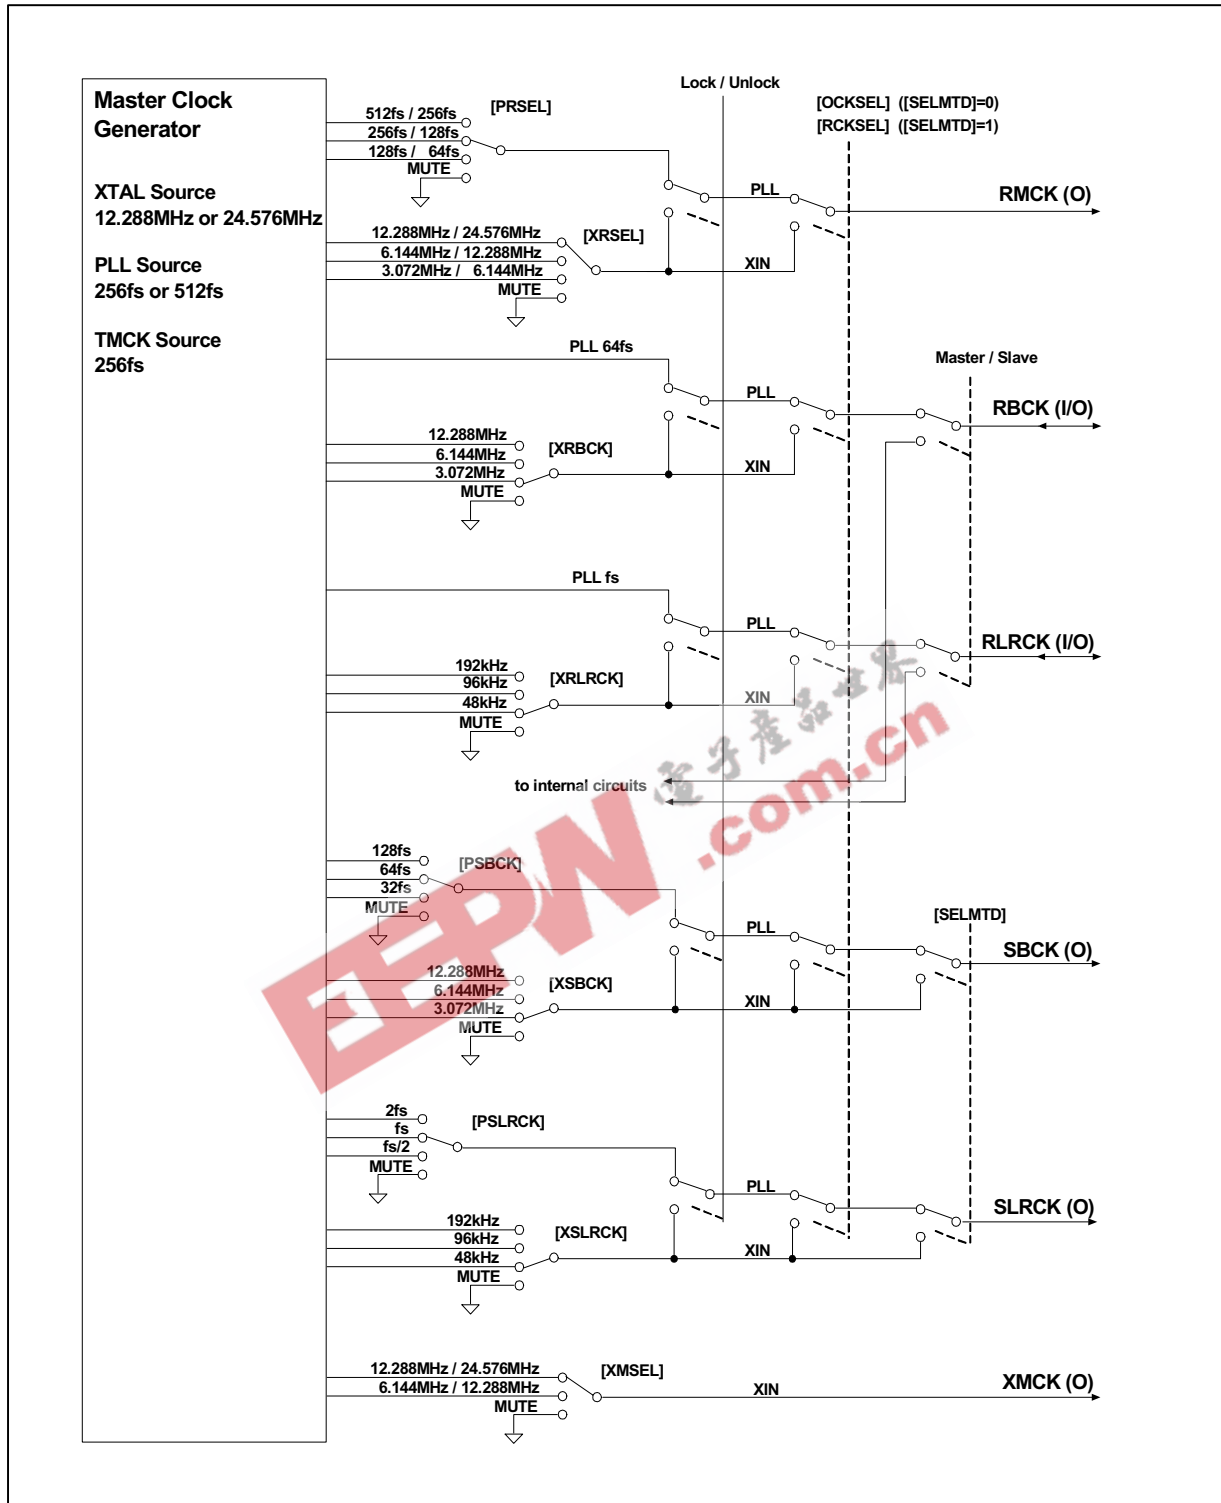 Master Clock
Generator
XTAL Source
12.288MHz or 24.576MHz
PLL Source
256fs or 512fs
TMCK Source
256fs
Lock / Unlock
[OCKSEL] ([SELMTD]=0)
[RCKSEL] ([SELMTD]=1)
512fs / 256fs
[PRSEL]
256fs / 128fs
128fs / 64fs
MUTE
PLL
RMCK (O)
12.288MHz / 24.576MHz
[XRSEL]
6.144MHz / 12.288MHz
3.072MHz / 6.144MHz
MUTE
XIN
PLL 64fs
Master / Slave
PLL
RBCK (I/O)
12.288MHz
[XRBCK]
6.144MHz
3.072MHz
MUTE
XIN
PLL fs
PLL
RLRCK (I/O)
192kHz
[XRLRCK]
96kHz
48kHz
MUTE
XIN
to internal circuits
電子產品世界
.com.cn
EEPW
128fs
[PSBCK]
64fs
32fs
MUTE
[SELMTD]
PLL
SBCK (O)
12.288MHz
[XSBCK]
6.144MHz
3.072MHz
MUTE
XIN
2fs
[PSLRCK]
fs
fs/2
MUTE
PLL
SLRCK (O)
192kHz
[XSLRCK]
96kHz
48kHz
MUTE
XIN
12.288MHz / 24.576MHz
[XMSEL]
6.144MHz / 12.288MHz
MUTE
XIN
XMCK (O)